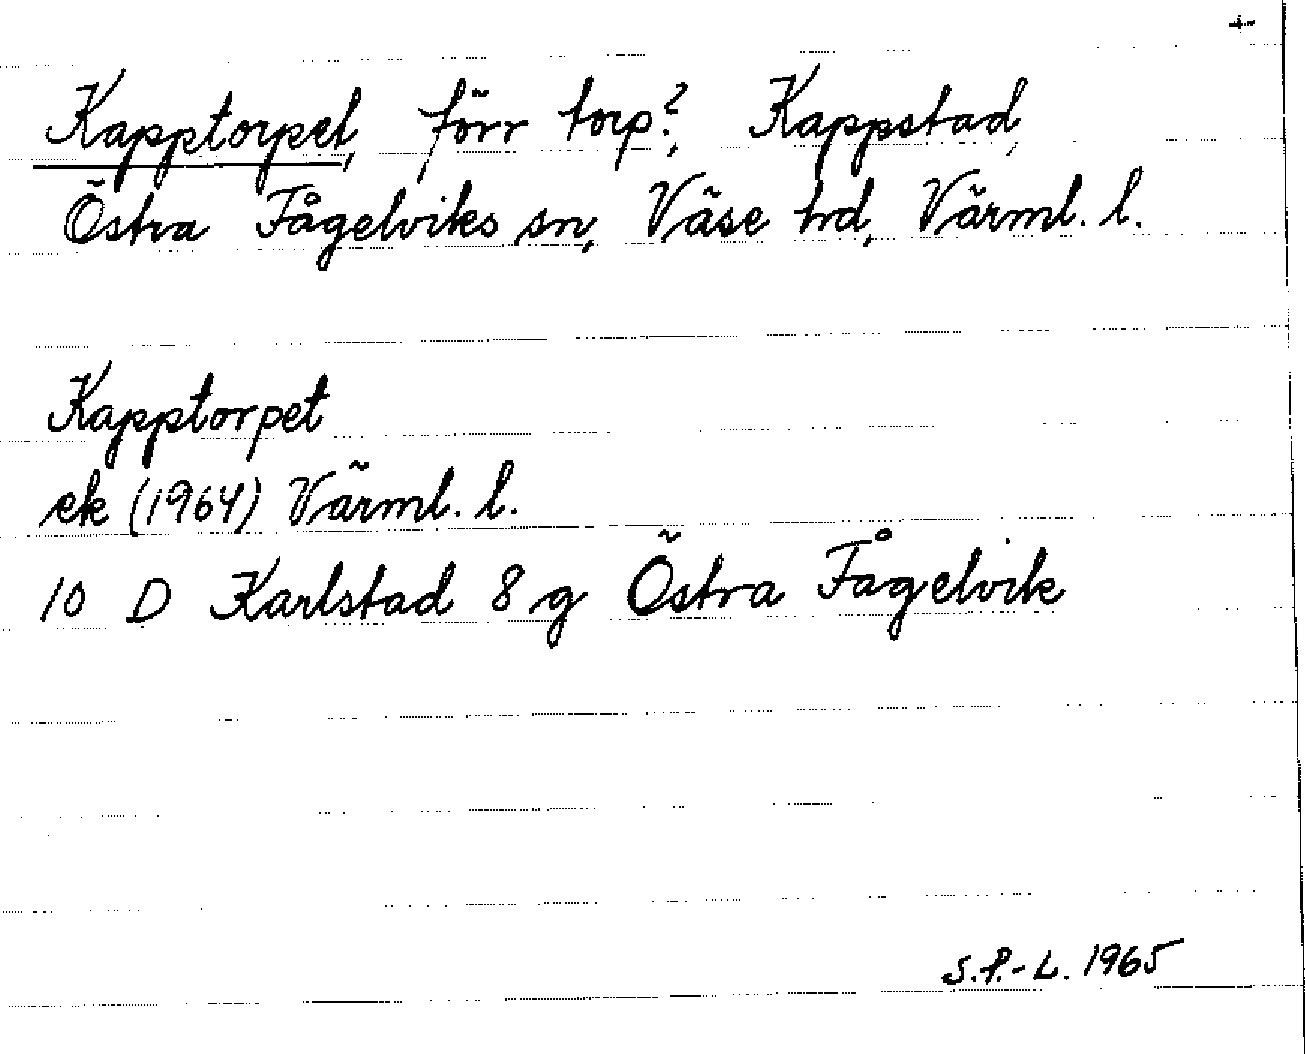 +
Kapptorpet, förr torp?, Kappstad,
Östra Fågelviks sn, Väse hd, Värml. l.
Kapptorpet
ek (1964) Värml. l.
10 D Karlstad 8 g Östra Fågelvik
S.P.-L. 1965